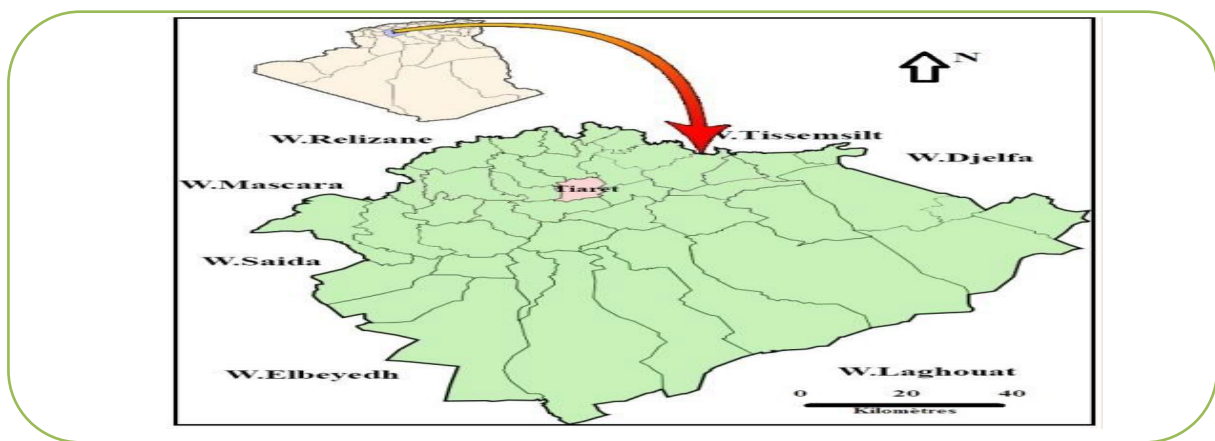 N
W.Relizane
W.Tissemsilt
W.Djelfa
W.Mascara
Tiaret
W.Saida
W.Elbeyedh
W.Laghouat
0 20 40
Kilomètres